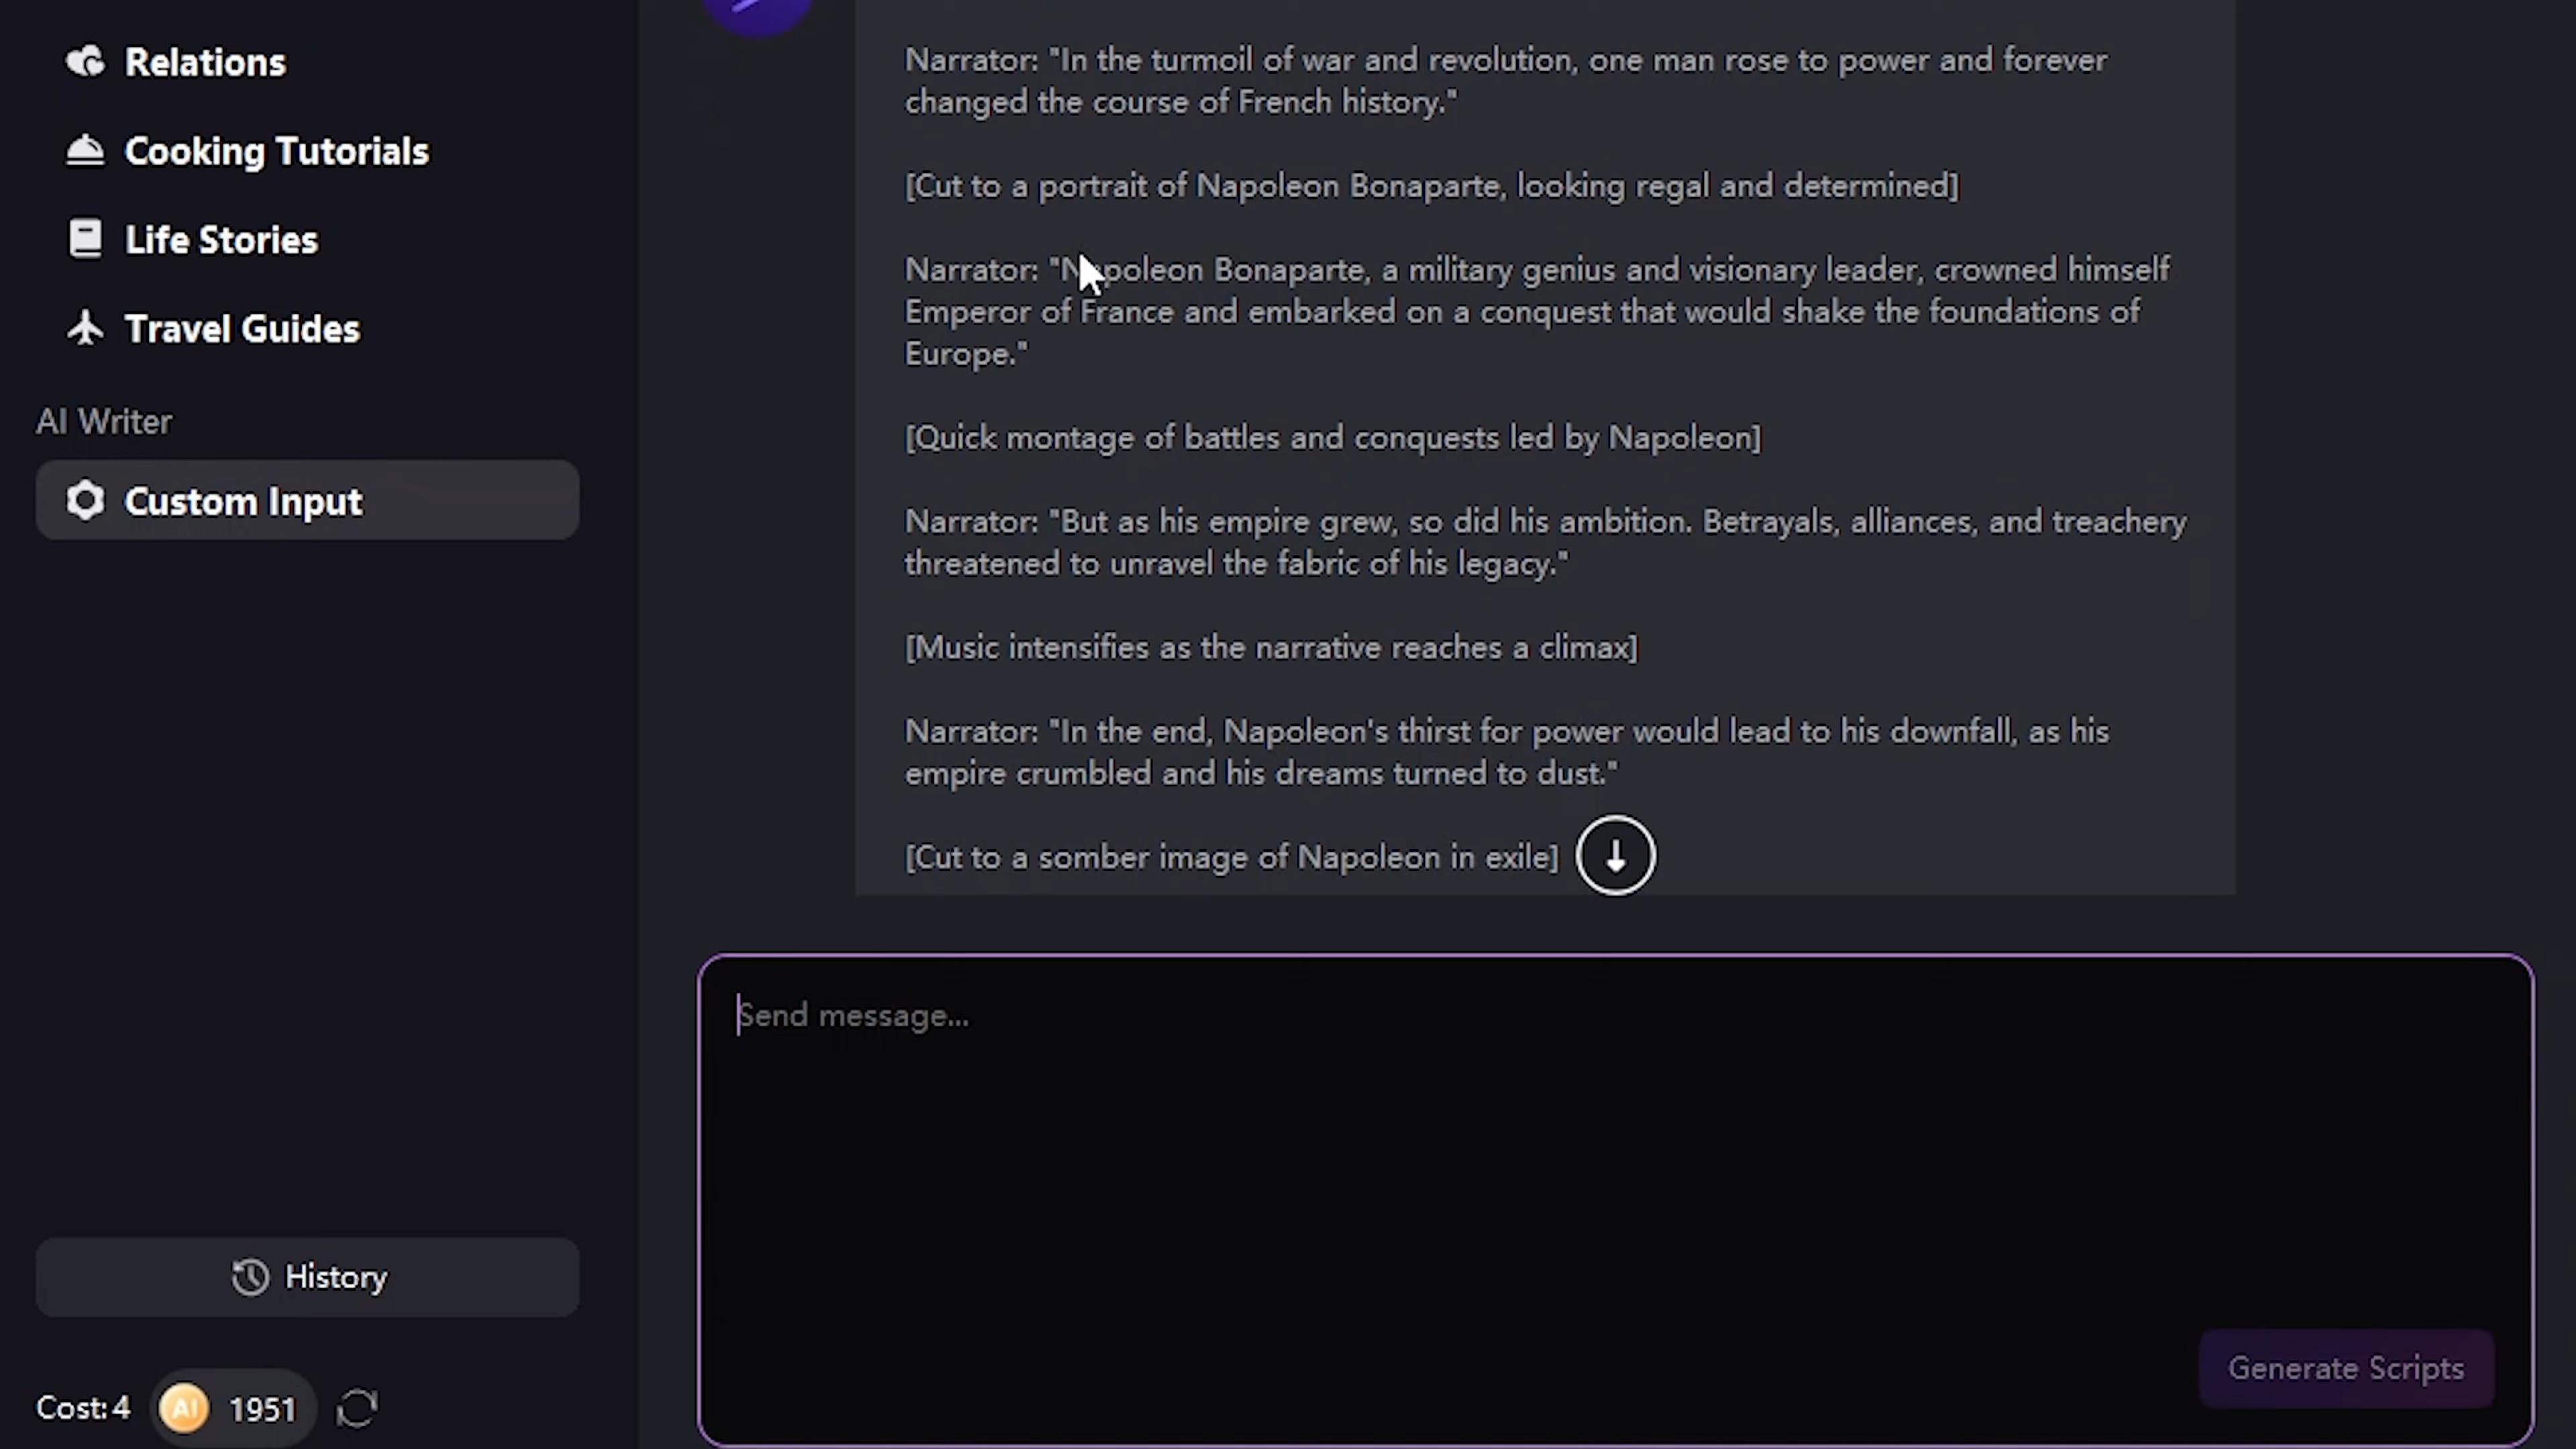 Relations
Cooking Tutorials
Life Stories
Travel Guides
AI Writer
Custom Input
History
Cost: 4
AI
1951
Narrator: "In the turmoil of war and revolution, one man rose to power and forever
changed the course of French history."
[Cut to a portrait of Napoleon Bonaparte, looking regal and determined]
Narrator: "Napoleon Bonaparte, a military genius and visionary leader, crowned himself
Emperor of France and embarked on a conquest that would shake the foundations of
Europe."
[Quick montage of battles and conquests led by Napoleon]
Narrator: "But as his empire grew, so did his ambition. Betrayals, alliances, and treachery
threatened to unravel the fabric of his legacy."
[Music intensifies as the narrative reaches a climax]
Narrator: "In the end, Napoleon's thirst for power would lead to his downfall, as his
empire crumbled and his dreams turned to dust."
[Cut to a somber image of Napoleon in exile]
Send message...
Generate Scripts